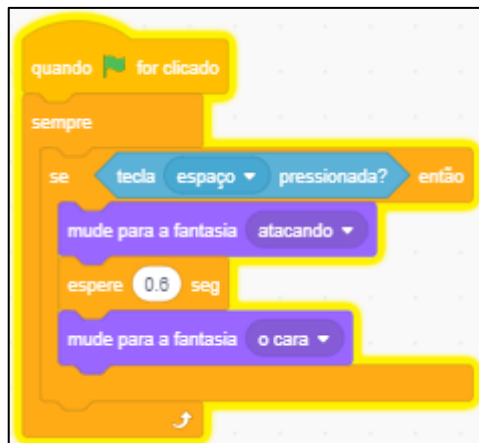 quando for clicado
sempre
se tecla espaço pressionada? então
mude para a fantasia atacando
espere 0.6 seg
mude para a fantasia o cara